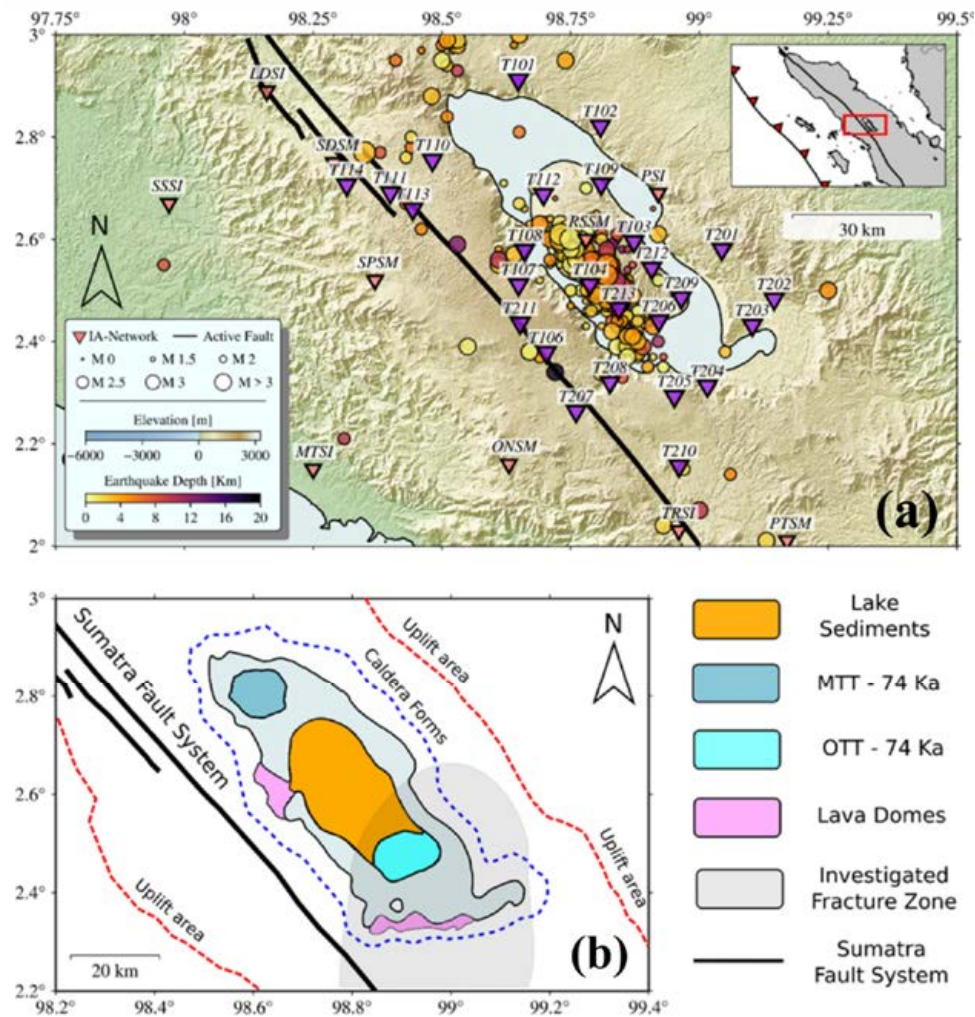 97.75° 98° 98.25° 98.5° 98.75° 99° 99.25° 99.5°
3°
2.8°
2.6°
2.4°
2.2°
2°
LDSI
T101
T102
SDSM
T110
T114
T111
T113
T112
T109
PSI
SSSI
RSSM
T103
T201
T108
T212
SPSM
T107
T104
T209
T202
T213
T206
T203
T211
T106
T208
T205
T204
T207
MTSI
ONSM
T210
TRSI
PTSM
30 km
N
IA-Network
Active Fault
M 0
M 1.5
M 2
M 2.5
M 3
M > 3
Elevation [m]
−6000 −3000 0 3000
Earthquake Depth [Km]
0 4 8 12 16 20
(a)
3°
2.8°
2.6°
2.4°
2.2°
98.2° 98.4° 98.6° 98.8° 99° 99.2° 99.4°
Sumatra Fault System
Uplift area
Caldera Forms
Uplift area
Uplift area
N
20 km
(b)
Lake
Sediments
MTT - 74 Ka
OTT - 74 Ka
Lava Domes
Investigated
Fracture Zone
Sumatra
Fault System